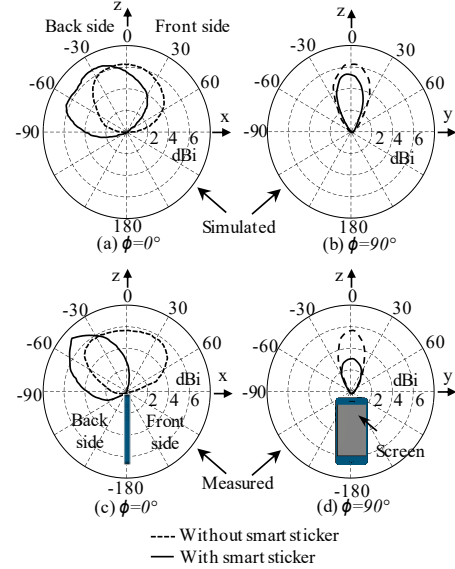 z
z
Back side
0
Front side
0
-30
30
-30
30
-60
60
-60
60
-90
x
-90
y
2 4 6
2 4 6
dBi
dBi
180
180
(a) ϕ=0°
Simulated
(b) ϕ=90°
z
z
0
0
-30
30
-30
30
-60
60
-60
60
dBi
dBi
-90
x
-90
y
2 4 6
2 4 6
Back
side
Front
side
Screen
-180
Measured
-180
(c) ϕ=0°
(d) ϕ=90°
Without smart sticker
With smart sticker